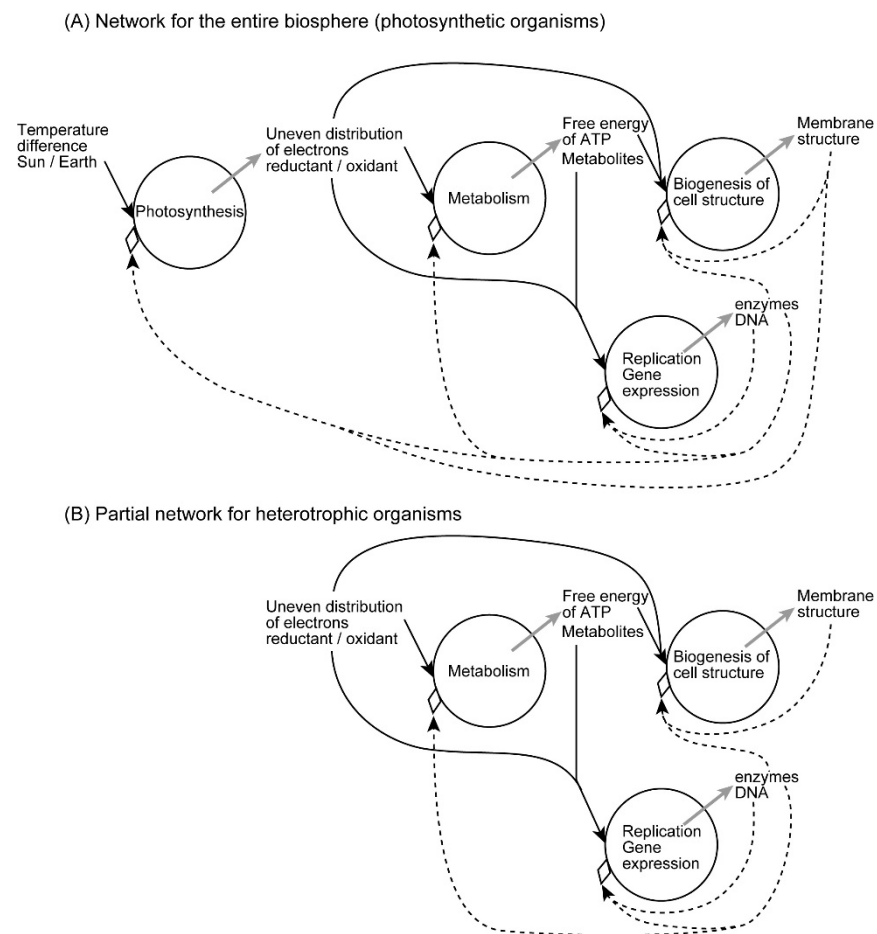 (A) Network for the entire biosphere (photosynthetic organisms)
Temperature
difference
Sun / Earth
Photosynthesis
Uneven distribution
of electrons
reductant / oxidant
Metabolism
Free energy
of ATP
Metabolites
Biogenesis of
cell structure
Membrane
structure
Replication
Gene
expression
enzymes
DNA
(B) Partial network for heterotrophic organisms
Uneven distribution
of electrons
reductant / oxidant
Metabolism
Free energy
of ATP
Metabolites
Biogenesis of
cell structure
Membrane
structure
Replication
Gene
expression
enzymes
DNA